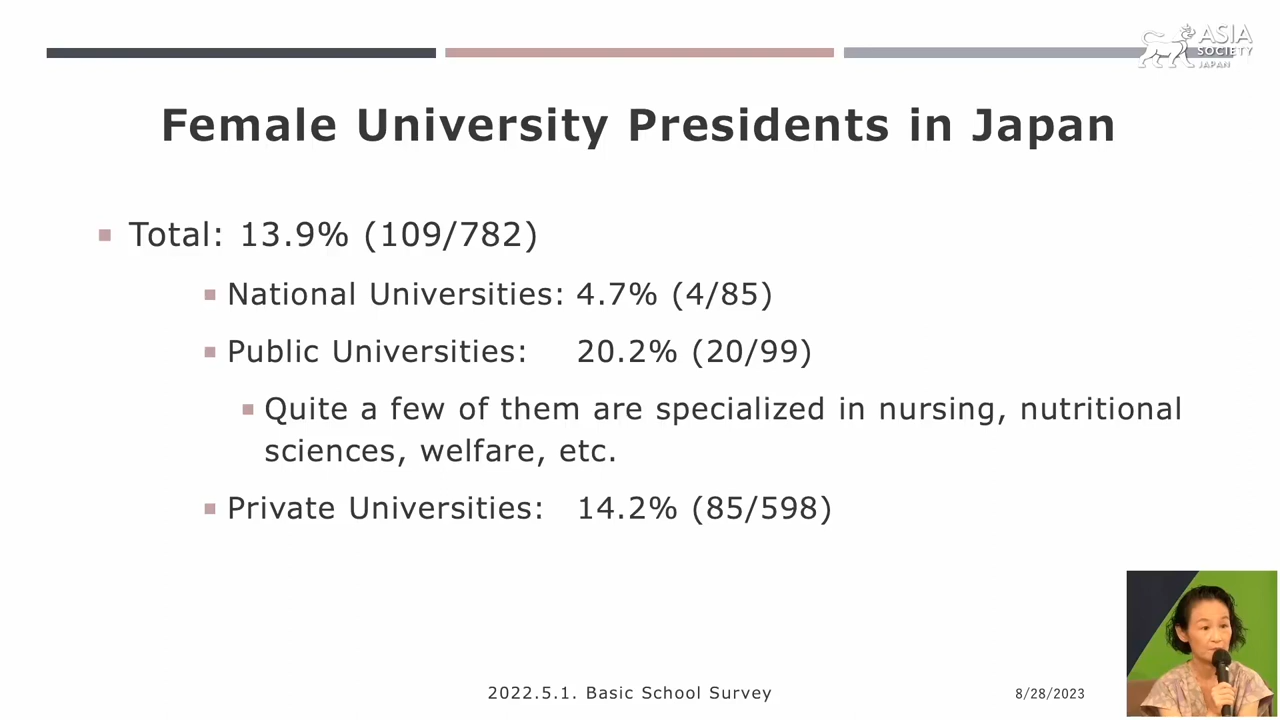 ASIA
SOCIETY
JAPAN
Female University Presidents in Japan
Total: 13.9% (109/782)
National Universities: 4.7% (4/85)
Public Universities: 20.2% (20/99)
Quite a few of them are specialized in nursing, nutritional
sciences, welfare, etc.
Private Universities: 14.2% (85/598)
2022.5.1. Basic School Survey
8/28/2023